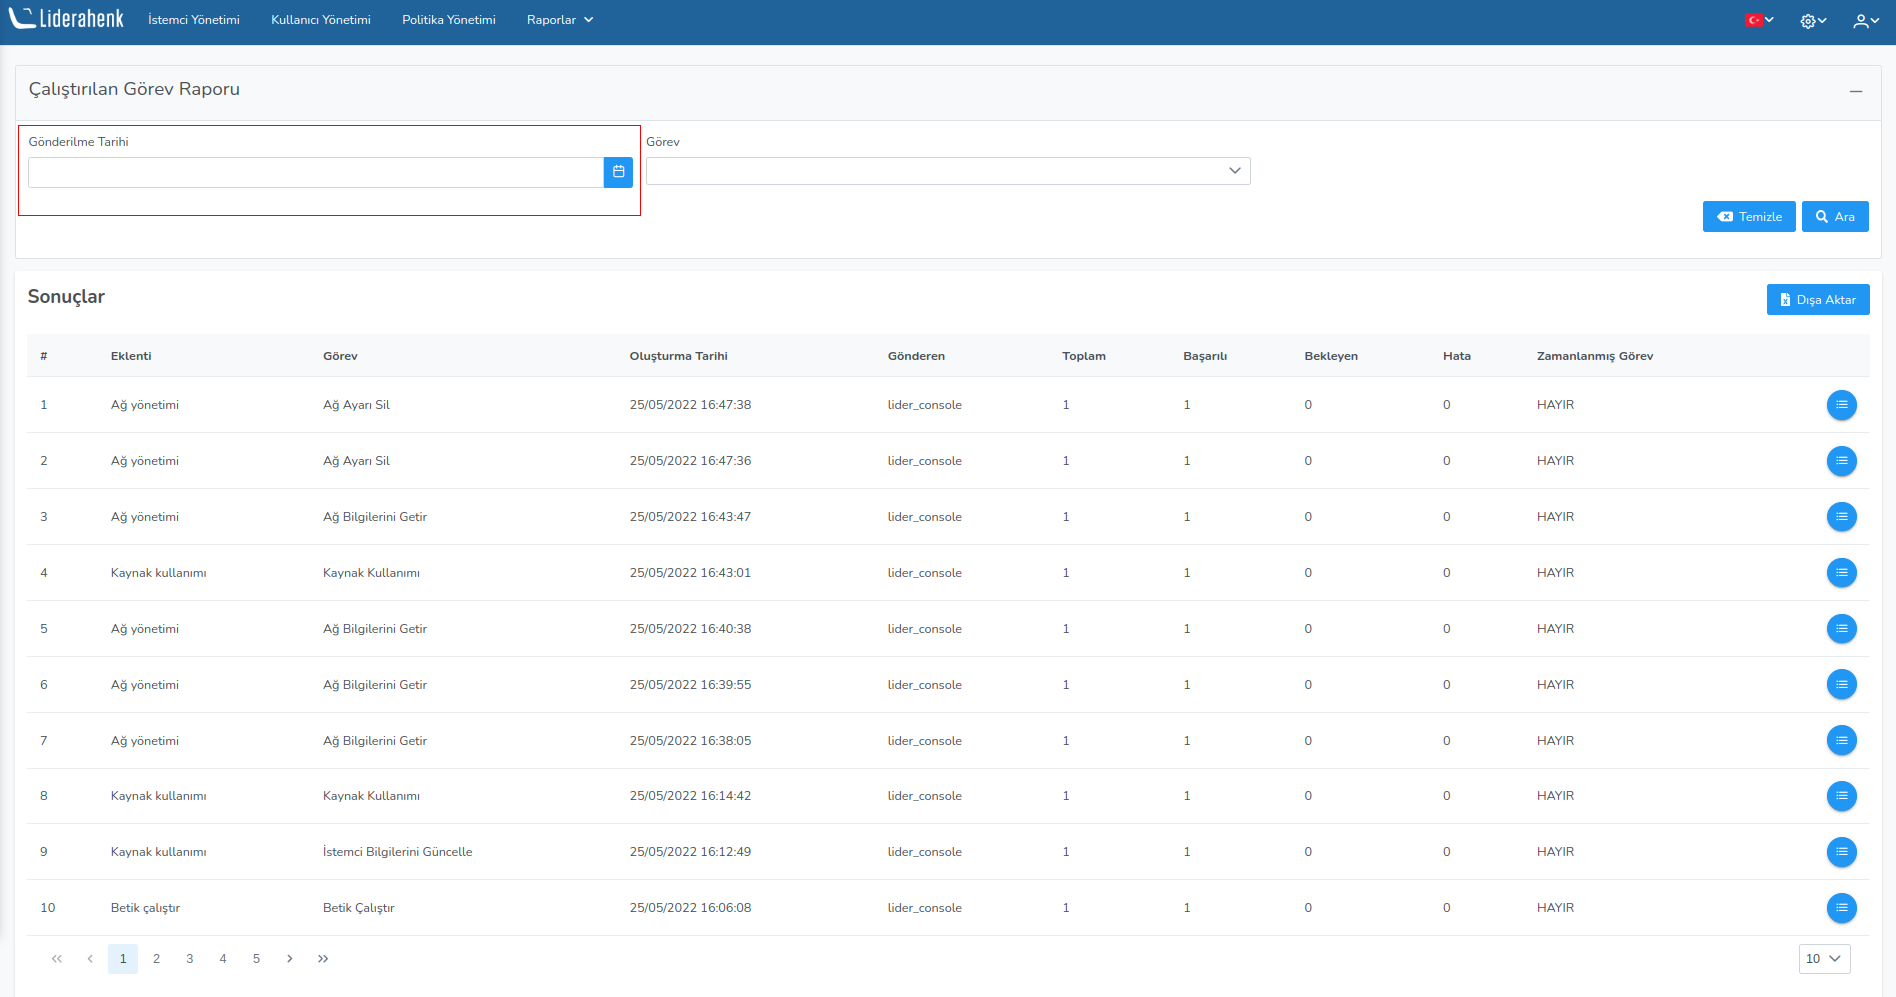 Liderahenk İstemci Yönetimi Kullanıcı Yönetimi Politika Yönetimi Raporlar
Çalıştırılan Görev Raporu
Gönderilme Tarihi Görev
Temizle Ara
Sonuçlar Dışa Aktar
# Eklenti Görev Oluşturma Tarihi Gönderen Toplam Başarılı Bekleyen Hata Zamanlanmış Görev
1 Ağ yönetimi Ağ Ayarı Sil 25/05/2022 16:47:38 lider_console 1 1 0 0 HAYIR
2 Ağ yönetimi Ağ Ayarı Sil 25/05/2022 16:47:36 lider_console 1 1 0 0 HAYIR
3 Ağ yönetimi Ağ Bilgilerini Getir 25/05/2022 16:43:47 lider_console 1 1 0 0 HAYIR
4 Kaynak kullanımı Kaynak Kullanımı 25/05/2022 16:43:01 lider_console 1 1 0 0 HAYIR
5 Ağ yönetimi Ağ Bilgilerini Getir 25/05/2022 16:40:38 lider_console 1 1 0 0 HAYIR
6 Ağ yönetimi Ağ Bilgilerini Getir 25/05/2022 16:39:55 lider_console 1 1 0 0 HAYIR
7 Ağ yönetimi Ağ Bilgilerini Getir 25/05/2022 16:38:05 lider_console 1 1 0 0 HAYIR
8 Kaynak kullanımı Kaynak Kullanımı 25/05/2022 16:14:42 lider_console 1 1 0 0 HAYIR
9 Kaynak kullanımı İstemci Bilgilerini Güncelle 25/05/2022 16:12:49 lider_console 1 1 0 0 HAYIR
10 Betik çalıştır Betik Çalıştır 25/05/2022 16:06:08 lider_console 1 1 0 0 HAYIR
1 2 3 4 5 10